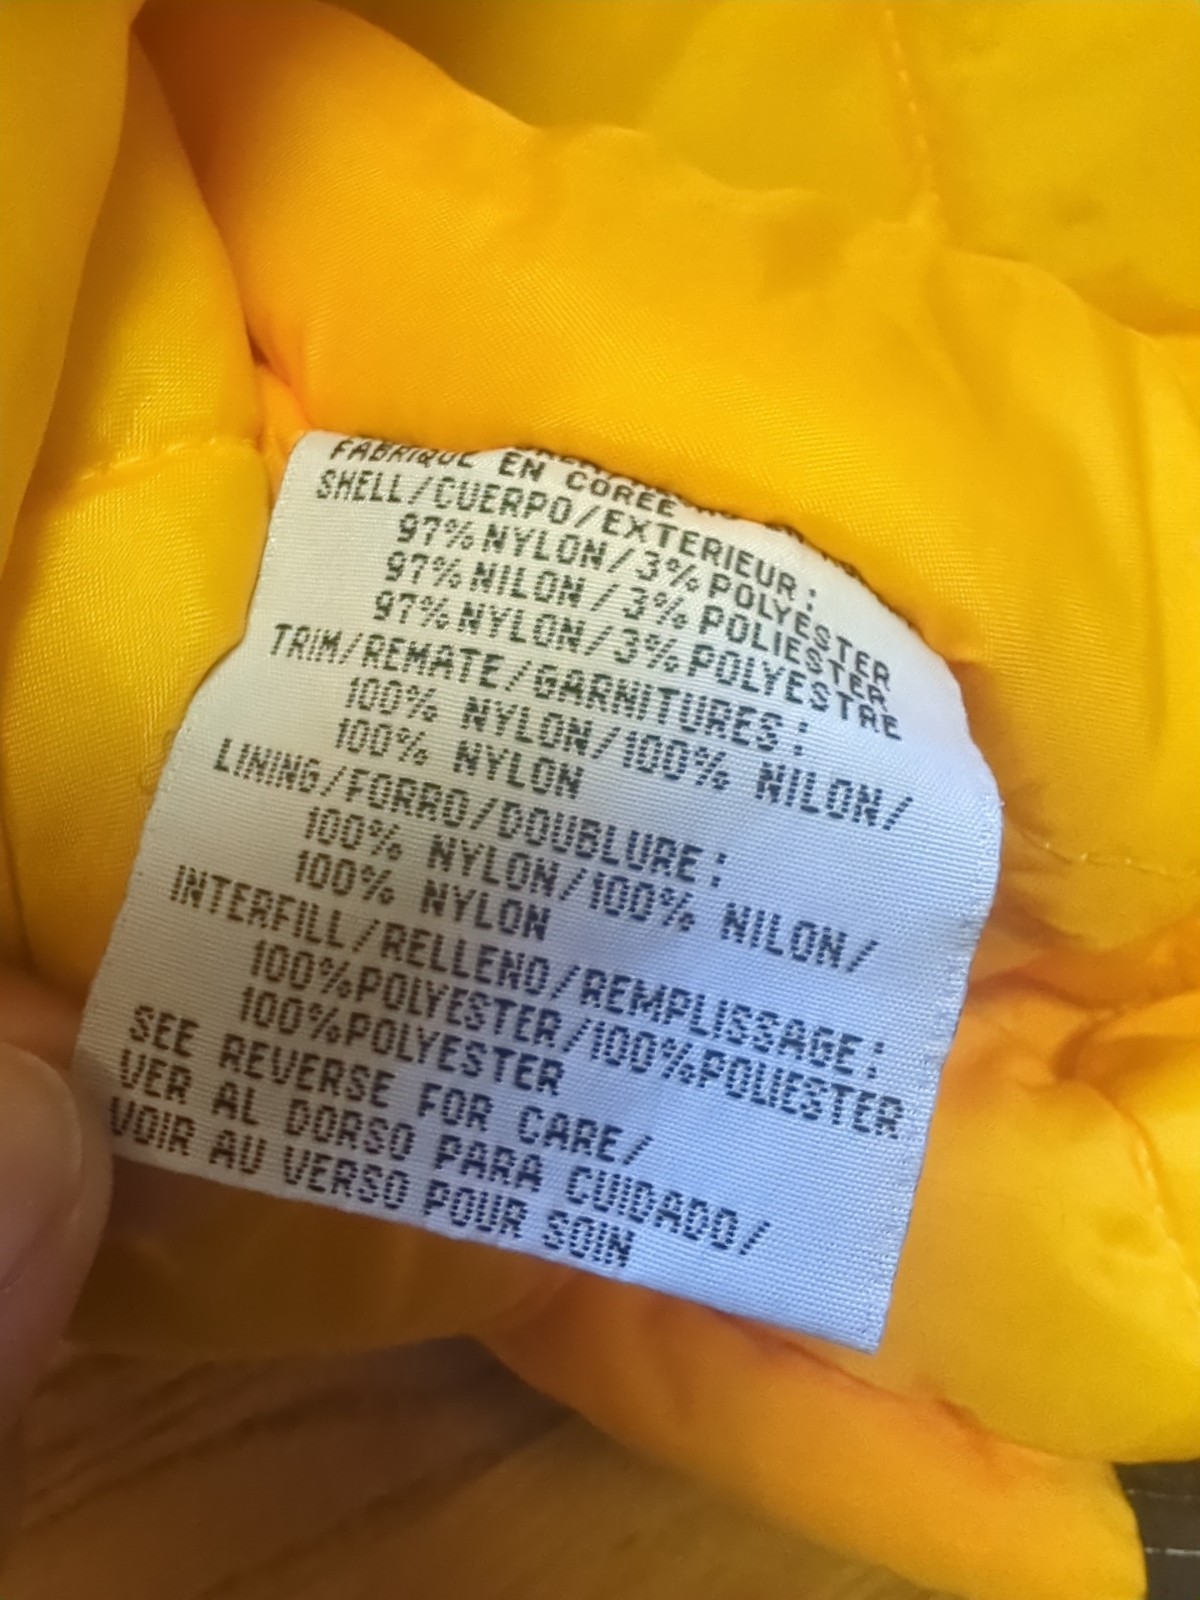 FABRIQUE EN COREE
SHELL/CUERPO/EXTERIEUR:
97% NYLON/3% POLYESTER
97% NILON/3% POLIESTER
97% NYLON/3% POLYESTRE
TRIM/REMATE/GARNITURES:
100% NYLON/100% NILON/
100% NYLON
LINING/FORRO/DOUBLURE:
100% NYLON/100% NILON/
100% NYLON
INTERFILL/RELLENO/REMPLISSAGE:
100%POLYESTER/100%POLIESTER
100%POLYESTER
SEE REVERSE FOR CARE/
VER AL DORSO PARA CUIDADO/
VOIR AU VERSO POUR SOIN